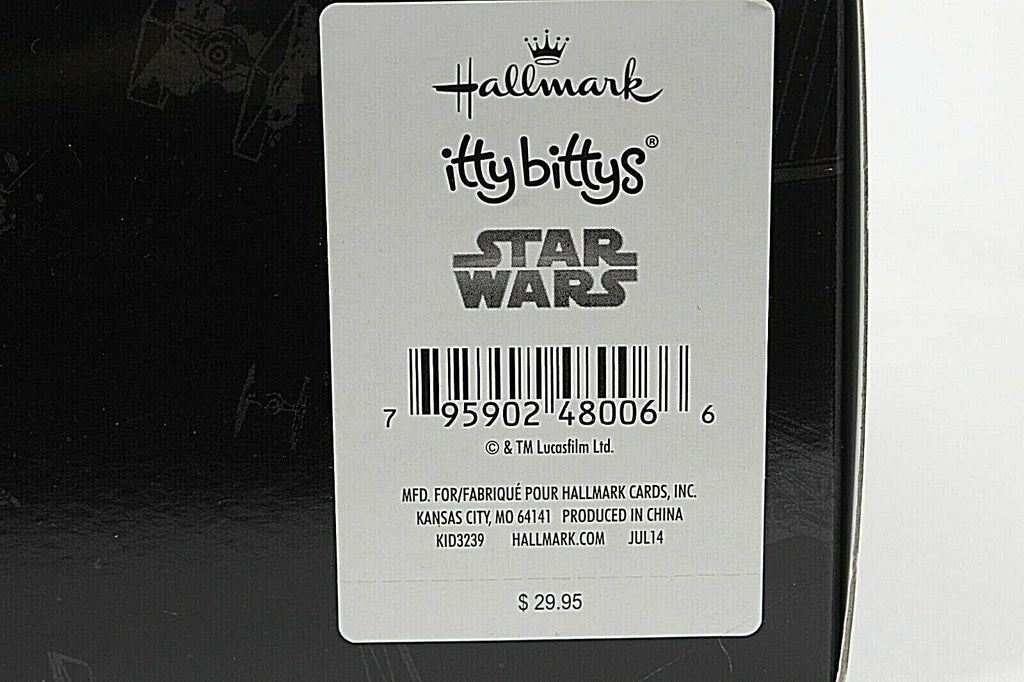 Hallmark
itty bittys®
STAR
WARS
7 95902 48006 6
© & TM Lucasfilm Ltd.
MFD. FOR/FABRIQUÉ POUR HALLMARK CARDS, INC.
KANSAS CITY, MO 64141 PRODUCED IN CHINA
KID3239 HALLMARK.COM JUL14
$ 29.95